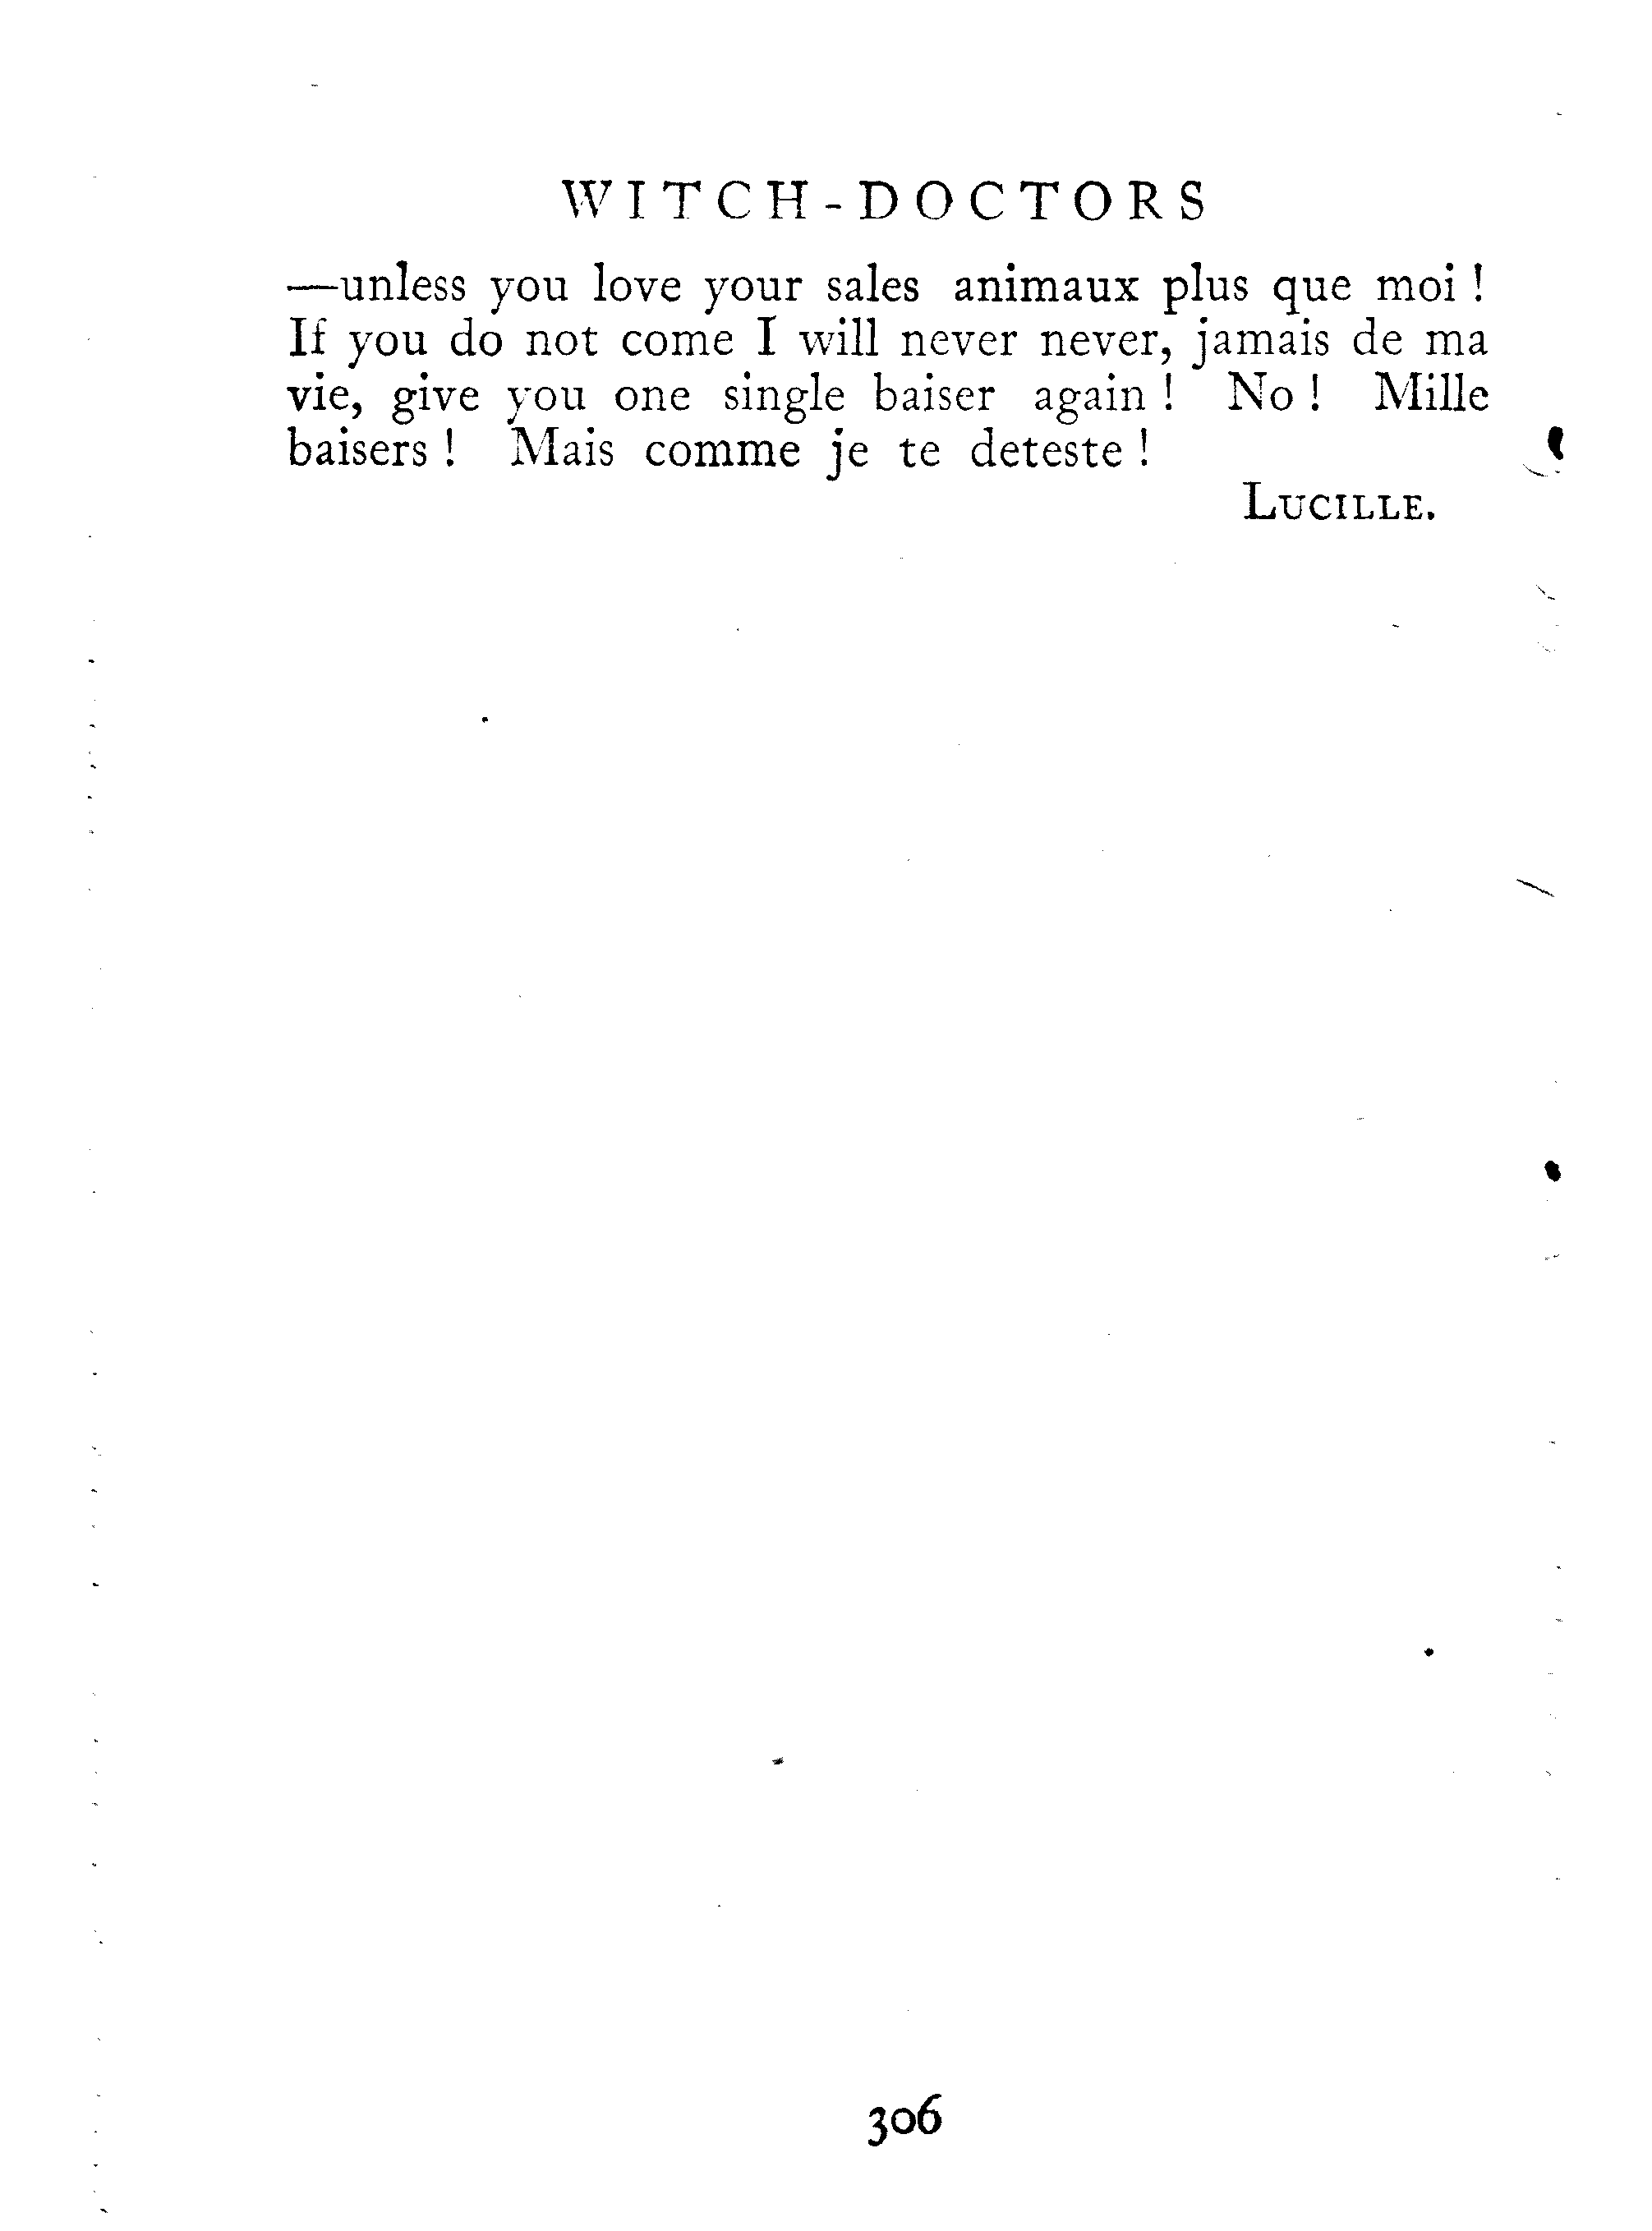 WITCH-DOCTORS
—unless you love your sales animaux plus que moi !
If you do not come I will never never, jamais de ma
vie, give you one single baiser again ! No ! Mille
baisers ! Mais comme je te deteste !
LUCILLE.
306